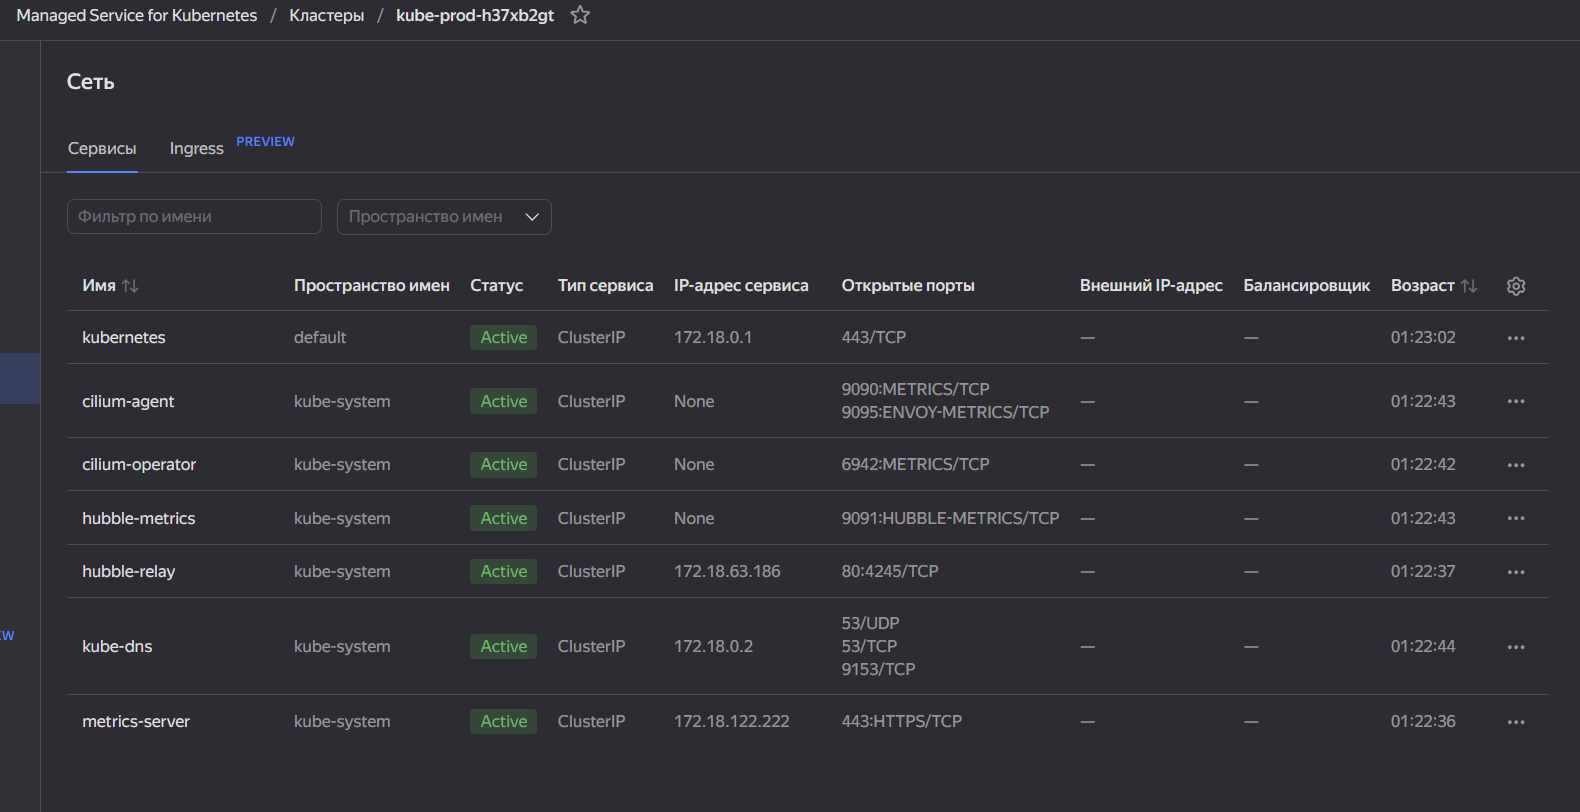 Managed Service for Kubernetes / Кластеры / kube-prod-h37xb2gt
Сеть
Сервисы Ingress PREVIEW
Фильтр по имени Пространство имен
Имя Пространство имен Статус Тип сервиса IP-адрес сервиса Открытые порты Внешний IP-адрес Балансировщик Возраст
kubernetes default Active ClusterIP 172.18.0.1 443/TCP — — 01:23:02
cilium-agent kube-system Active ClusterIP None 9090:METRICS/TCP — — 01:22:43
9095:ENVOY-METRICS/TCP
cilium-operator kube-system Active ClusterIP None 6942:METRICS/TCP — — 01:22:42
hubble-metrics kube-system Active ClusterIP None 9091:HUBBLE-METRICS/TCP — — 01:22:43
hubble-relay kube-system Active ClusterIP 172.18.63.186 80:4245/TCP — — 01:22:37
53/UDP
EW
kube-dns kube-system Active ClusterIP 172.18.0.2 53/TCP — — 01:22:44
9153/TCP
metrics-server kube-system Active ClusterIP 172.18.122.222 443:HTTPS/TCP — — 01:22:36